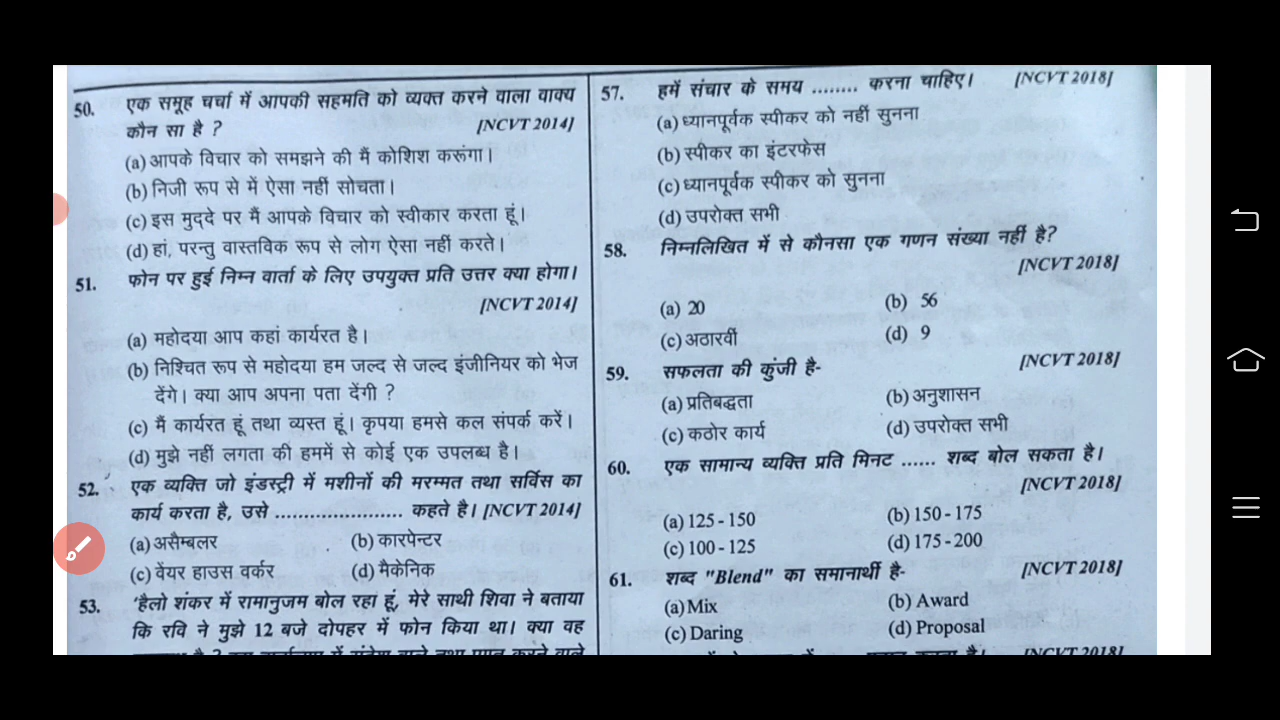 50. एक समूह चर्चा में आपकी सहमति को व्यक्त करने वाला वाक्य
कौन सा है ? [NCVT 2014]
(a) आपके विचार को समझने की मैं कोशिश करूंगा।
(b) निजी रूप से में ऐसा नहीं सोचता।
(c) इस मुद्दे पर मैं आपके विचार को स्वीकार करता हूं।
(d) हां, परन्तु वास्तविक रूप से लोग ऐसा नहीं करते।
51. फोन पर हुई निम्न वार्ता के लिए उपयुक्त प्रति उत्तर क्या होगा।
[NCVT 2014]
(a) महोदया आप कहां कार्यरत है।
(b) निश्चित रूप से महोदया हम जल्द से जल्द इंजीनियर को भेज
देंगे। क्या आप अपना पता देंगी ?
(c) मैं कार्यरत हूं तथा व्यस्त हूं। कृपया हमसे कल संपर्क करें।
(d) मुझे नहीं लगता की हममें से कोई एक उपलब्ध है।
52. एक व्यक्ति जो इंडस्ट्री में मशीनों की मरम्मत तथा सर्विस का
कार्य करता है, उसे ...................... कहते है। [NCVT 2014]
(a) असैम्बलर (b) कारपेन्टर
(c) वेंयर हाउस वर्कर (d) मैकेनिक
53. 'हैलो शंकर में रामानुजम बोल रहा हूं, मेरे साथी शिवा ने बताया
कि रवि ने मुझे 12 बजे दोपहर में फोन किया था। क्या वह
57. हमें संचार के समय ........ करना चाहिए। [NCVT 2018]
(a) ध्यानपूर्वक स्पीकर को नहीं सुनना
(b) स्पीकर का इंटरफेस
(c) ध्यानपूर्वक स्पीकर को सुनना
(d) उपरोक्त सभी
58. निम्नलिखित में से कौनसा एक गणन संख्या नहीं है?
[NCVT 2018]
(a) 20 (b) 56
(c) अठारवीं (d) 9
59. सफलता की कुंजी है- [NCVT 2018]
(a) प्रतिबद्धता (b) अनुशासन
(c) कठोर कार्य (d) उपरोक्त सभी
60. एक सामान्य व्यक्ति प्रति मिनट ...... शब्द बोल सकता है।
[NCVT 2018]
(a) 125 - 150 (b) 150 - 175
(c) 100 - 125 (d) 175 - 200
61. शब्द "Blend" का समानार्थी है- [NCVT 2018]
(a) Mix (b) Award
(c) Daring (d) Proposal
[NCVT 2018]